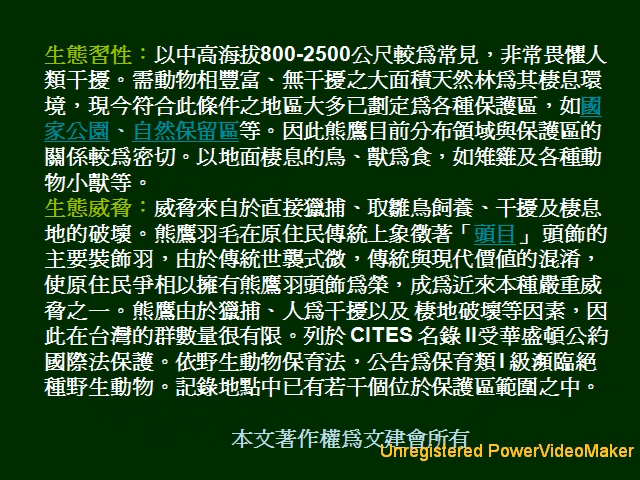 生態習性：以中高海拔800-2500公尺較為常見，非常畏懼人
類干擾。需動物相豐富、無干擾之大面積天然林為其棲息環
境，現今符合此條件之地區大多已劃定為各種保護區，如國
家公園、自然保留區等。因此熊鷹目前分布領域與保護區的
關係較為密切。以地面棲息的鳥、獸為食，如雉雞及各種動
物小獸等。
生態威脅：威脅來自於直接獵捕、取雛鳥飼養、干擾及棲息
地的破壞。熊鷹羽毛在原住民傳統上象徵著「頭目」頭飾的
主要裝飾羽，由於傳統世襲式微，傳統與現代價值的混淆，
使原住民爭相以擁有熊鷹羽頭飾為榮，成為近來本種嚴重威
脅之一。熊鷹由於獵捕、人為干擾以及 棲地破壞等因素，因
此在台灣的群數量很有限。列於 CITES 名錄 II受華盛頓公約
國際法保護。依野生動物保育法，公告為保育類 I 級瀕臨絕
種野生動物。記錄地點中已有若干個位於保護區範圍之中。
本文著作權為文建會所有
Unregistered PowerVideoMaker